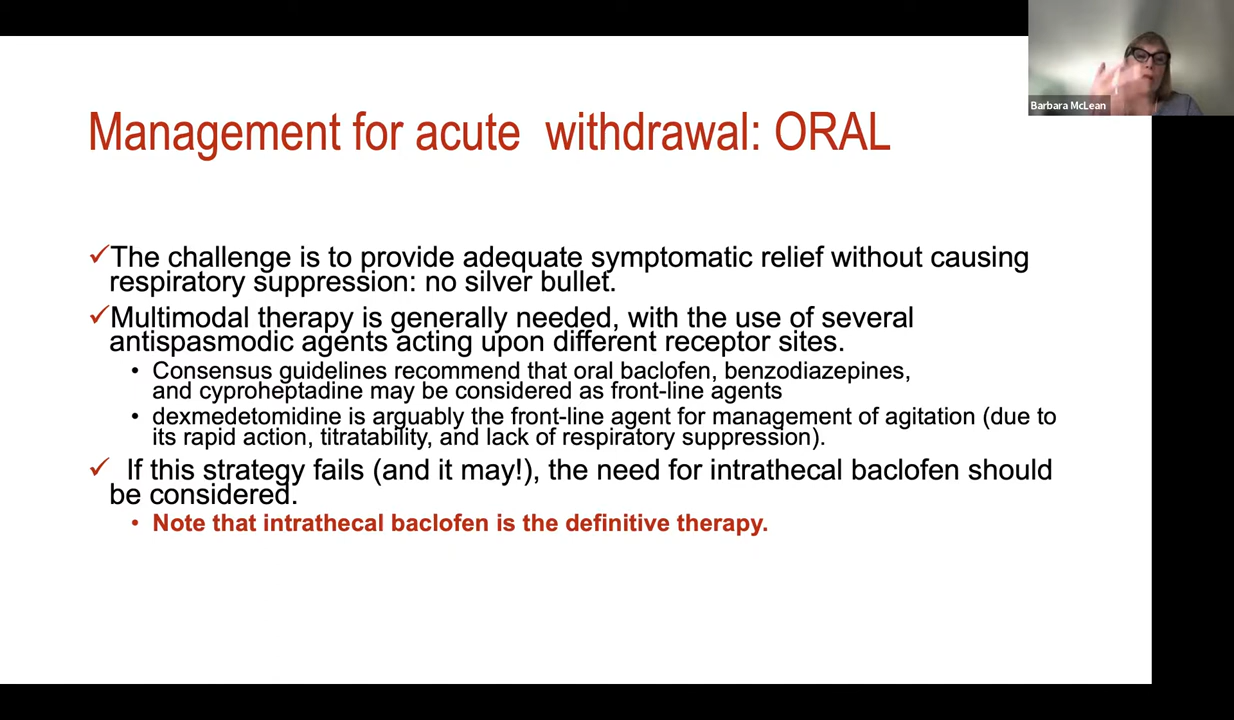 Barbara McLean
Management for acute withdrawal: ORAL
✓The challenge is to provide adequate symptomatic relief without causing
respiratory suppression: no silver bullet.
✓Multimodal therapy is generally needed, with the use of several
antispasmodic agents acting upon different receptor sites.
• Consensus guidelines recommend that oral baclofen, benzodiazepines,
and cyproheptadine may be considered as front-line agents
• dexmedetomidine is arguably the front-line agent for management of agitation (due to
its rapid action, titratability, and lack of respiratory suppression).
✓ If this strategy fails (and it may!), the need for intrathecal baclofen should
be considered.
• Note that intrathecal baclofen is the definitive therapy.